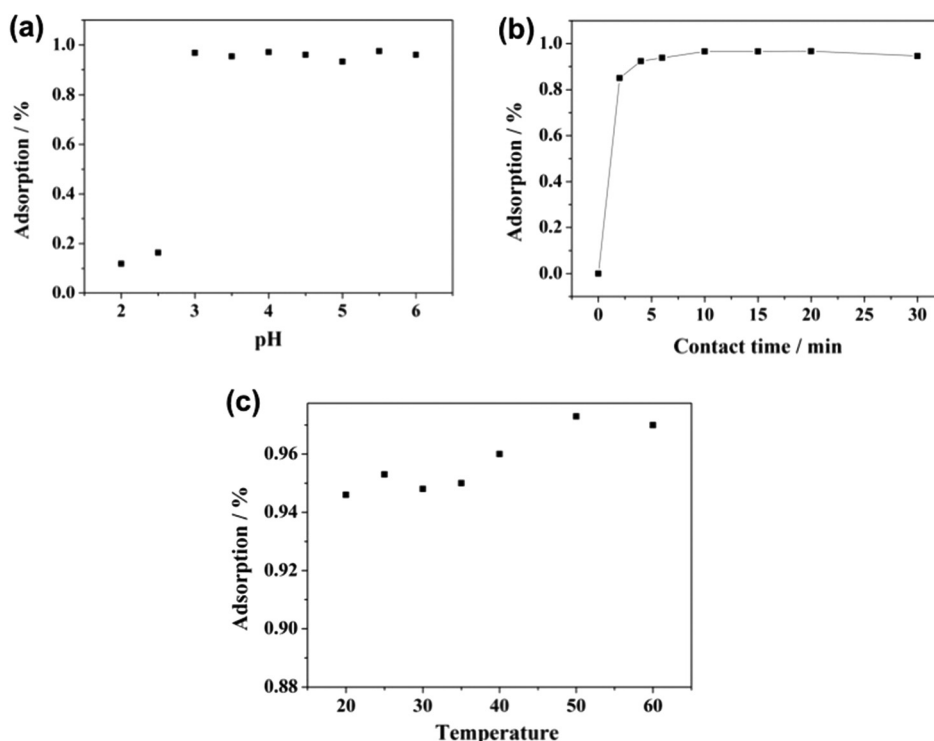 (a)
1.0
0.8
0.6
0.4
0.2
0.0
Adsorption / %
2 3 4 5 6
pH
(b)
1.0
0.8
0.6
0.4
0.2
0.0
Adsorption / %
0 5 10 15 20 25 30
Contact time / min
(c)
0.96
0.94
0.92
0.90
0.88
Adsorption / %
20 30 40 50 60
Temperature